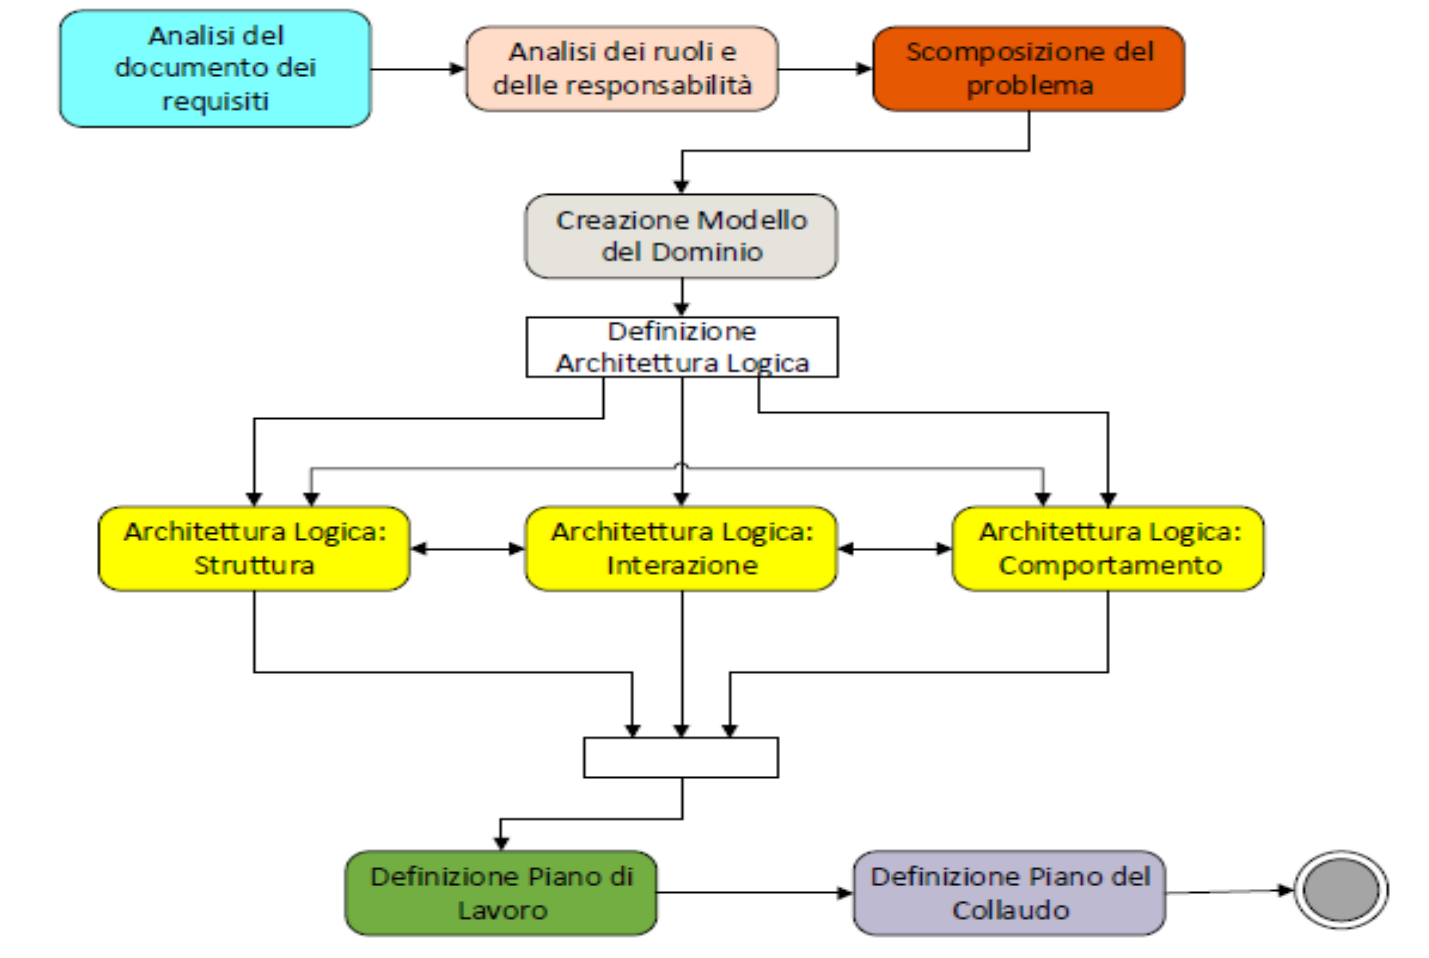 Analisi del
documento dei
requisiti
Analisi dei ruoli e
delle responsabilità
Scomposizione del
problema
Creazione Modello
del Dominio
Definizione
Architettura Logica
Architettura Logica:
Struttura
Architettura Logica:
Interazione
Architettura Logica:
Comportamento
Definizione Piano di
Lavoro
Definizione Piano del
Collaudo